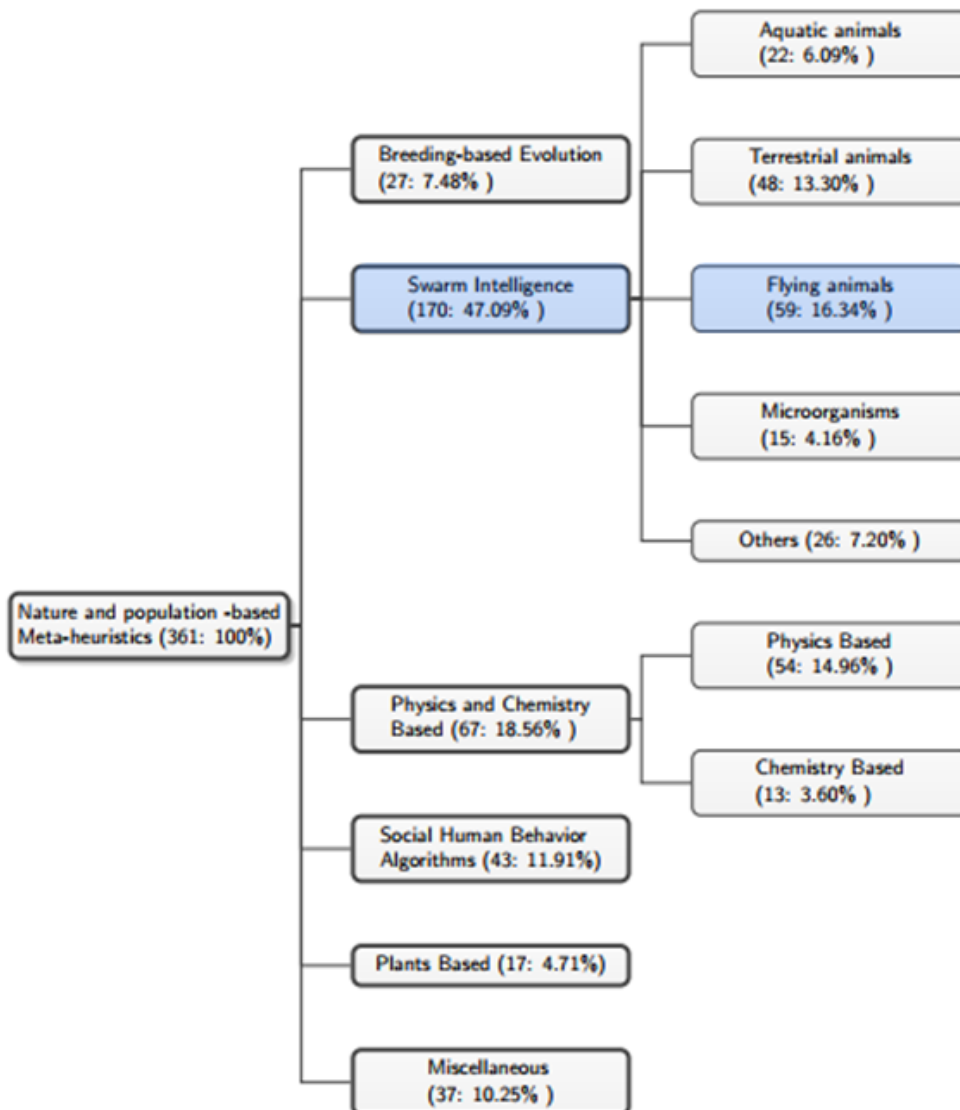 Aquatic animals
(22: 6.09% )
Breeding-based Evolution
(27: 7.48% )
Terrestrial animals
(48: 13.30% )
Swarm Intelligence
(170: 47.09% )
Flying animals
(59: 16.34% )
Microorganisms
(15: 4.16% )
Others (26: 7.20% )
Nature and population -based
Meta-heuristics (361: 100%)
Physics Based
(54: 14.96% )
Physics and Chemistry
Based (67: 18.56% )
Chemistry Based
(13: 3.60% )
Social Human Behavior
Algorithms (43: 11.91%)
Plants Based (17: 4.71%)
Miscellaneous
(37: 10.25% )